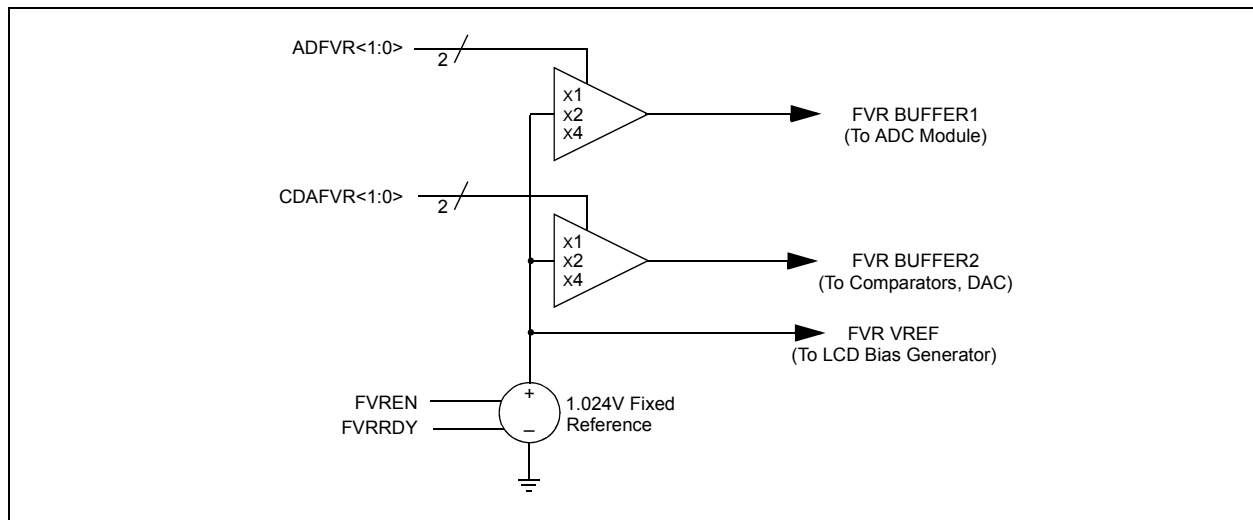 ADFVR<1:0>
2
X1
X2
X4
FVR BUFFER1
(To ADC Module)
CDAFVR<1:0>
2
X1
X2
X4
FVR BUFFER2
(To Comparators, DAC)
FVR VREF
(To LCD Bias Generator)
FVREN
FVRRDY
+
–
1.024V Fixed
Reference